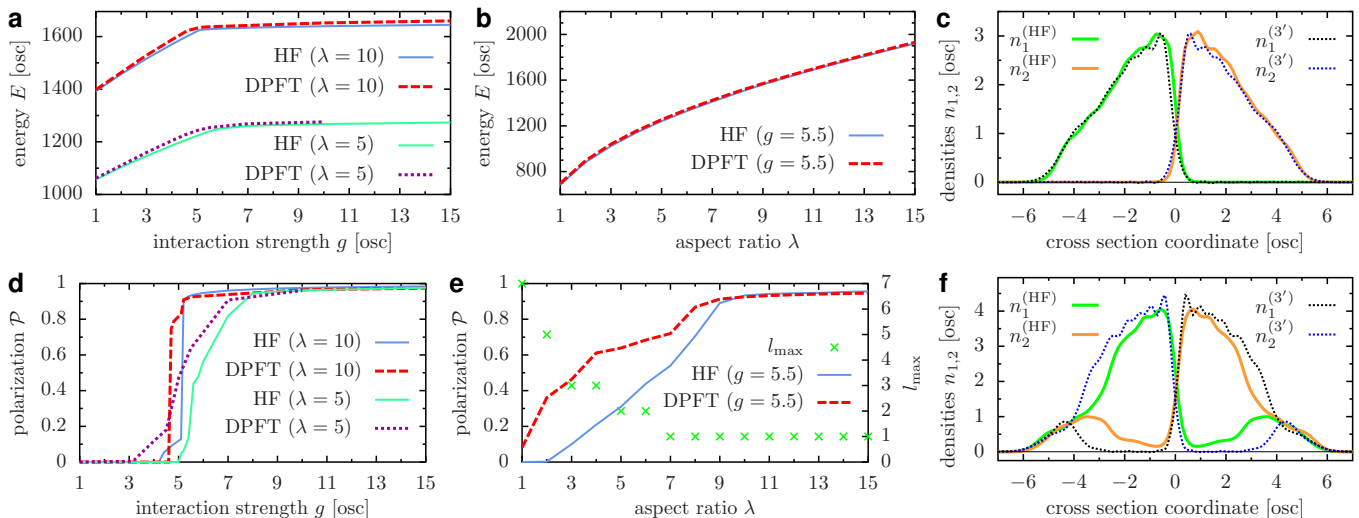 a
energy E [osc]
1600
1400
1200
1000
HF (λ = 10)
DPFT (λ = 10)
HF (λ = 5)
DPFT (λ = 5)
1 3 5 7 9 11 13 15
interaction strength g [osc]
b
energy E [osc]
2000
1600
1200
800
HF (g = 5.5)
DPFT (g = 5.5)
1 3 5 7 9 11 13 15
aspect ratio λ
c
densities n₁,₂ [osc]
3
2
1
0
n₁^(HF)
n₂^(HF)
n₁^(3′)
n₂^(3′)
−6 −4 −2 0 2 4 6
cross section coordinate [osc]
d
polarization 𝒫
1
0.8
0.6
0.4
0.2
0
HF (λ = 10)
DPFT (λ = 10)
HF (λ = 5)
DPFT (λ = 5)
1 3 5 7 9 11 13 15
interaction strength g [osc]
e
polarization 𝒫
1
0.8
0.6
0.4
0.2
0
l_max
HF (g = 5.5)
DPFT (g = 5.5)
7
6
5
4
3
2
1
0
l_max
1 3 5 7 9 11 13 15
aspect ratio λ
f
densities n₁,₂ [osc]
4
3
2
1
0
n₁^(HF)
n₂^(HF)
n₁^(3′)
n₂^(3′)
−6 −4 −2 0 2 4 6
cross section coordinate [osc]